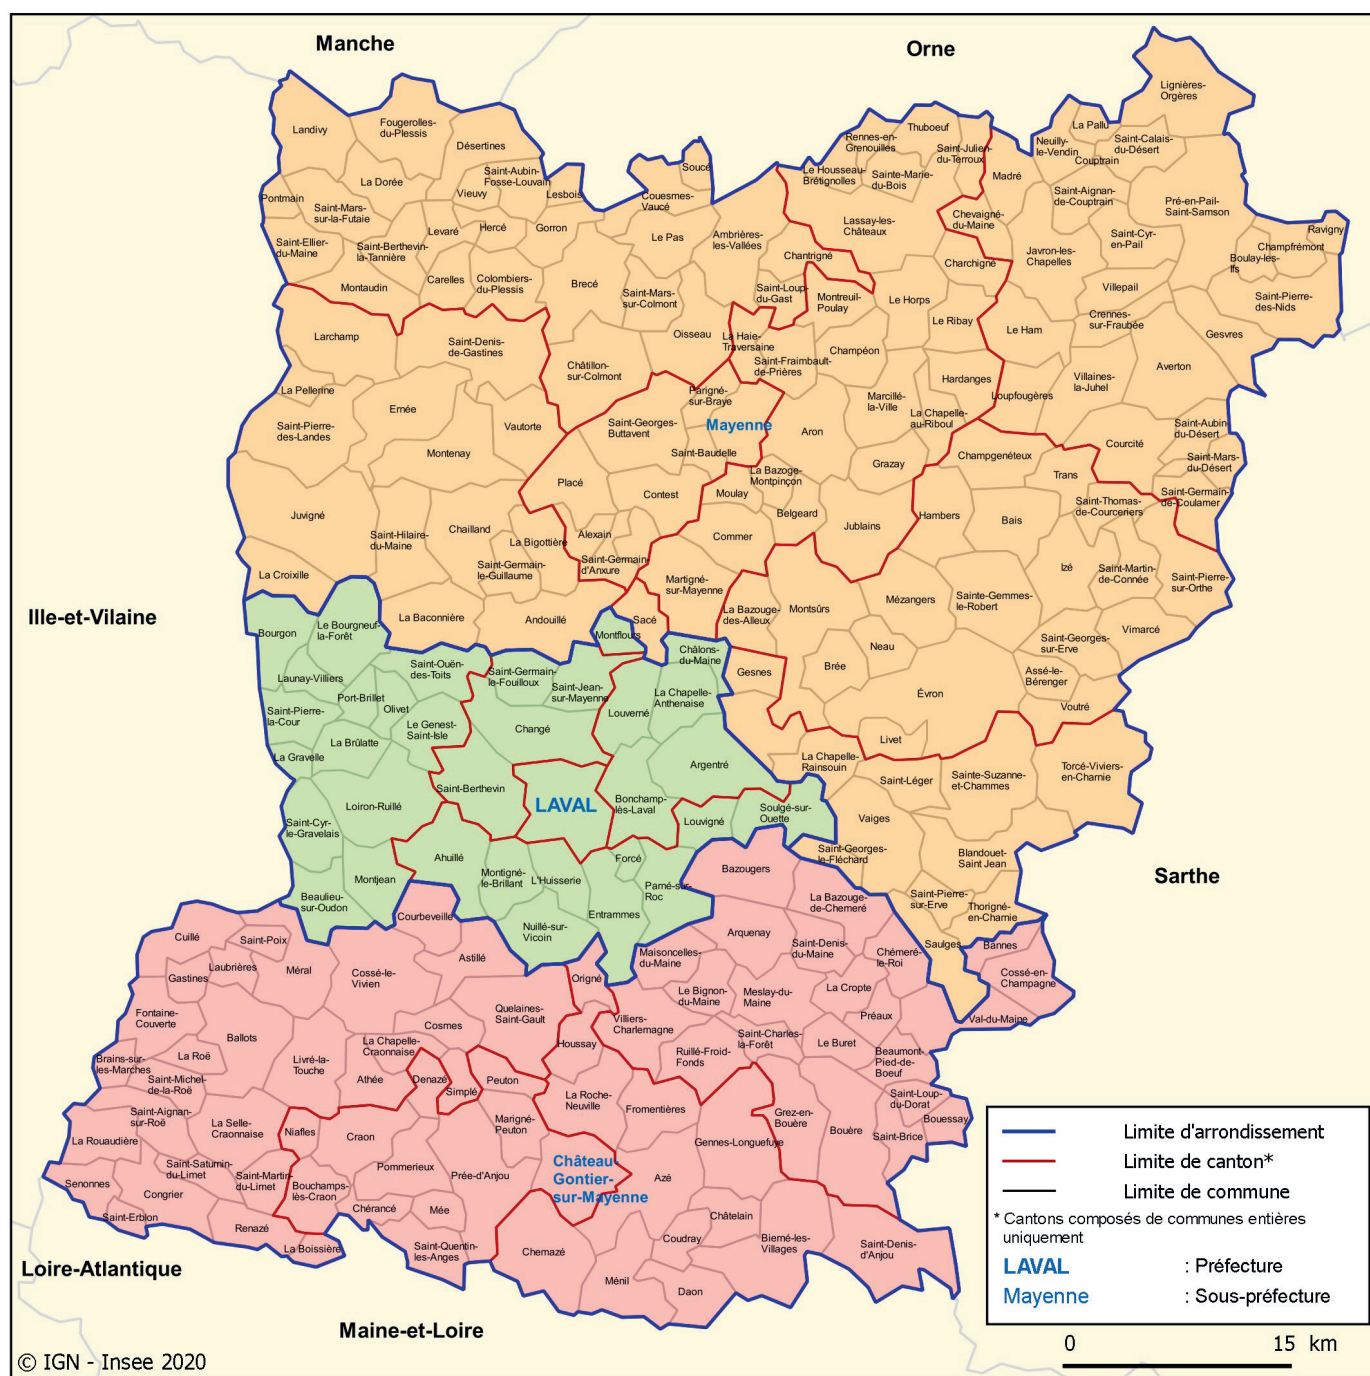 Manche
Orne
Lignières-
Orgères
Landivy
Fougerolles-
du-Plessis
Désertines
Rennes-en-
Grenouilles
Thuboeuf
La Pallu
Neuilly-
le-Vendin
Couptrain
Saint-Calais-
du-Désert
Saint-Julien-
du-Terroux
Soucé
Saint-Aubin-
Fosse-Louvain
Le Housseau-
Brétignolles
Sainte-Marie-
du-Bois
Madré
La Dorée
Vieuvy
Lesbois
Couesmes-
Vaucé
Saint-Aignan-
de-Couptrain
Pré-en-Pail-
Saint-Samson
Pontmain
Saint-Mars-
sur-la-Futaie
Lassay-les-
Châteaux
Chevaigné-
du-Maine
Ravigny
Levaré
Hercé
Gorron
Le Pas
Ambrières-
les-Vallées
Saint-Cyr-
en-Pail
Champfrémont
Boulay-les-
Ifs
Saint-Ellier-
du-Maine
Saint-Berthevin-
la-Tannière
Chantrigné
Charchigné
Javron-les-
Chapelles
Montaudin
Carelles
Colombiers-
du-Plessis
Brecé
Saint-Mars-
sur-Colmont
Saint-Loup-
du-Gast
Montreuil-
Poulay
Le Horps
Villepail
Saint-Pierre-
des-Nids
Larchamp
Saint-Denis-
de-Gastines
Oisseau
La Haie-
Traversaine
Le Ribay
Le Ham
Crennes-
sur-Fraubée
Gesvres
Châtillon-
sur-Colmont
Saint-Fraimbault-
de-Prières
Champéon
Averton
La Pellerine
Parigné-
sur-Braye
Marcillé-
la-Ville
Hardanges
Loupfougères
Villaines-
la-Juhel
Ernée
Saint-Pierre-
des-Landes
Vautorte
Saint-Georges-
Buttavent
Mayenne
Aron
La Chapelle-
au-Riboul
Saint-Aubin-
du-Désert
Montenay
Saint-Baudelle
Grazay
Champgenéteux
Courcité
Saint-Mars-
du-Désert
Placé
Contest
La Bazoge-
Montpinçon
Moulay
Trans
Saint-Germain-
de-Coulamer
Juvigné
Belgeard
Jublains
Hambers
Bais
Saint-Thomas-
de-Courceriers
Saint-Hilaire-
du-Maine
Chailland
La Bigottière
Alexain
Commer
La Croixille
Saint-Germain-
le-Guillaume
Saint-Germain-
d'Anxure
Martigné-
sur-Mayenne
Izé
Saint-Martin-
de-Connée
Saint-Pierre-
sur-Orthe
Ille-et-Vilaine
La Baconnière
Andouillé
Sacé
La Bazouge-
des-Alleux
Montsûrs
Mézangers
Sainte-Gemmes-
le-Robert
Vimarcé
Bourgon
Le Bourgneuf-
la-Forêt
Montflours
Châlons-
du-Maine
Neau
Saint-Georges-
sur-Erve
Launay-Villiers
Saint-Ouën-
des-Toits
Saint-Germain-
le-Fouilloux
Saint-Jean-
sur-Mayenne
La Chapelle-
Anthenaise
Gesnes
Brée
Évron
Assé-le-
Bérenger
Voutré
Saint-Pierre-
la-Cour
Port-Brillet
Olivet
Le Genest-
Saint-Isle
Changé
Louverné
Livet
La Gravelle
La Brûlatte
Saint-Berthevin
Argentré
La Chapelle-
Rainsouin
Saint-Léger
Sainte-Suzanne-
et-Chammes
Torcé-Viviers-
en-Charnie
Loiron-Ruillé
LAVAL
Bonchamp-
lès-Laval
Louvigné
Soulgé-sur-
Ouette
Vaiges
Saint-Cyr-
le-Gravelais
Ahuillé
Forcé
Saint-Georges-
le-Fléchard
Blandouet-
Saint Jean
Sarthe
Beaulieu-
sur-Oudon
Montjean
Montigné-
le-Brillant
L'Huisserie
Parné-sur-
Roc
Bazougers
La Bazouge-
de-Chemeré
Saint-Pierre-
sur-Erve
Thorigné-
en-Charnie
Courbeveille
Nuillé-sur-
Vicoin
Entrammes
Cuillé
Saint-Poix
Astillé
Maisoncelles-
du-Maine
Arquenay
Saint-Denis-
du-Maine
Chémeré-
le-Roi
Saulges
Bannes
Gastines
Laubrières
Méral
Cossé-le-
Vivien
Origné
Le Bignon-
du-Maine
Meslay-du-
Maine
La Cropte
Cossé-en-
Champagne
Fontaine-
Couverte
Quelaines-
Saint-Gault
Villiers-
Charlemagne
Préaux
Val-du-Maine
Ballots
Cosmes
Houssay
Saint-Charles-
la-Forêt
Le Buret
Brains-sur-
les-Marches
La Roë
Livré-la-
Touche
La Chapelle-
Craonnaise
Ruillé-Froid-
Fonds
Beaumont-
Pied-de-
Boeuf
Saint-Michel-
de-la-Roë
Athée
Denazé
Simplé
Peuton
La Roche-
Neuville
Fromentières
Saint-Loup-
du-Dorat
Saint-Aignan-
sur-Roë
La Selle-
Craonnaise
Niafles
Craon
Marigné-
Peuton
Grez-en-
Bouère
Bouère
Bouessay
La Rouaudière
Gennes-Longuefuye
Saint-Brice
Senonnes
Saint-Saturnin-
du-Limet
Saint-Martin-
du-Limet
Pommerieux
Prée-d'Anjou
Château-
Gontier-
sur-Mayenne
Azé
Congrier
Bouchamps-
lès-Craon
Saint-Erblon
Renazé
Chérancé
Mée
Châtelain
La Boissière
Saint-Quentin-
les-Anges
Chemazé
Coudray
Bierné-les-
Villages
Saint-Denis-
d'Anjou
Ménil
Daon
Loire-Atlantique
Maine-et-Loire
Limite d'arrondissement
Limite de canton*
Limite de commune
* Cantons composés de communes entières
uniquement
LAVAL : Préfecture
Mayenne : Sous-préfecture
0 15 km
© IGN - Insee 2020